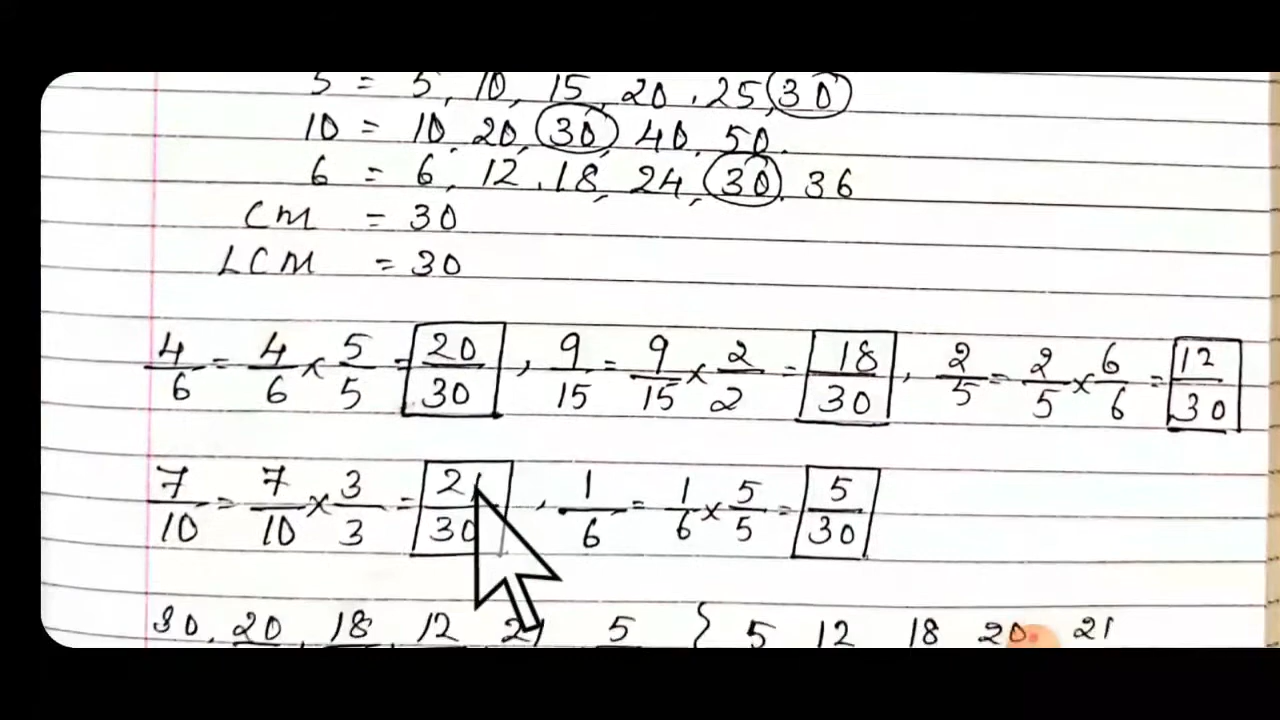 5 = 5, 10, 15, 20, 25, 30
10 = 10, 20, 30, 40, 50.
6 = 6, 12, 18, 24, 30, 36
CM = 30
LCM = 30
4/6 = 4/6 × 5/5 = 20/30, 9/15 = 9/15 × 2/2 = 18/30, 2/5 = 2/5 × 6/6 = 12/30
7/10 = 7/10 × 3/3 = 21/30, 1/6 = 1/6 × 5/5 = 5/30
30, 20, 18, 12, 21 5 } 5 12 18 20 21